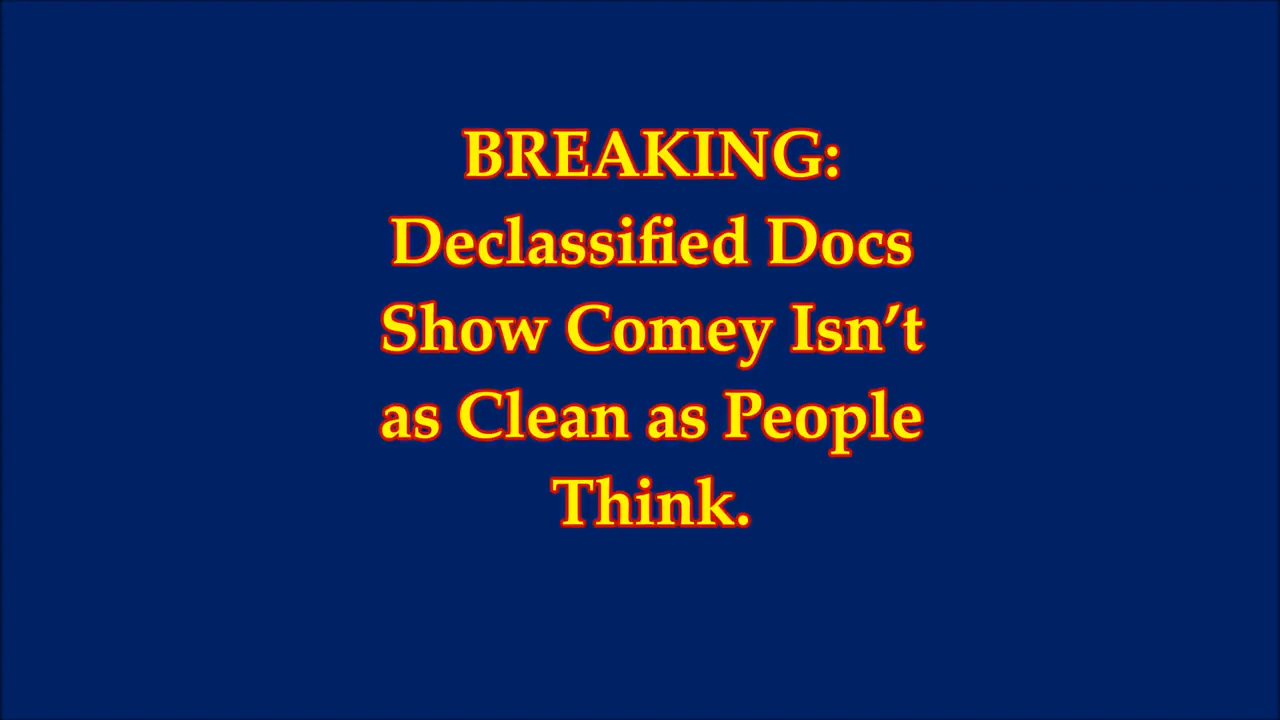 BREAKING:
Declassified Docs
Show Comey Isn’t
as Clean as People
Think.